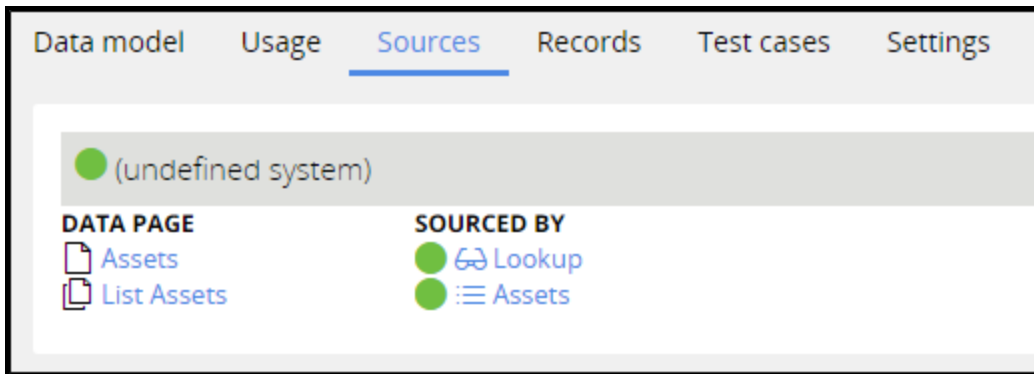 Data model Usage Sources Records Test cases Settings
(undefined system)
DATA PAGE SOURCED BY
Assets Lookup
List Assets Assets